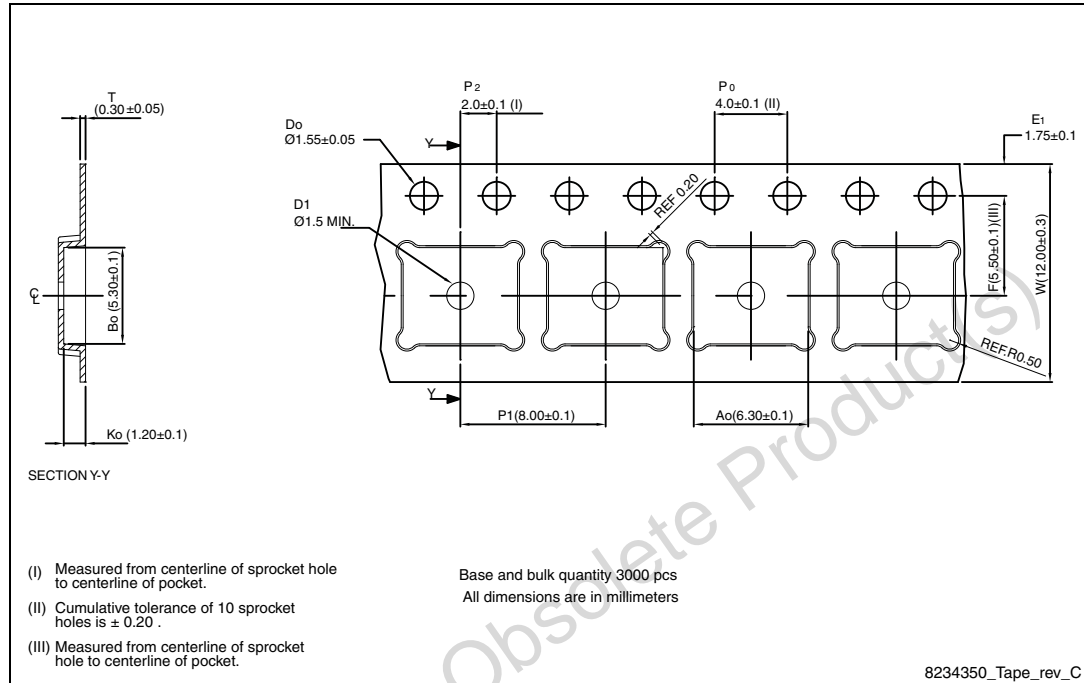 T
(0.30 ±0.05)
P2
2.0±0.1 (I)
P0
4.0±0.1 (II)
Do
Ø1.55±0.05
Y
E1
1.75±0.1
D1
Ø1.5 MIN.
REF 0.20
F(5.50±0.1)(III)
W(12.00±0.3)
CL
Bo (5.30±0.1)
REF.R0.50
Y
P1(8.00±0.1)
Ao(6.30±0.1)
Ko (1.20±0.1)
SECTION Y-Y
(I) Measured from centerline of sprocket hole
to centerline of pocket.
(II) Cumulative tolerance of 10 sprocket
holes is ± 0.20 .
(III) Measured from centerline of sprocket
hole to centerline of pocket.
Base and bulk quantity 3000 pcs
All dimensions are in millimeters
8234350_Tape_rev_C
Obsolete Product(s)